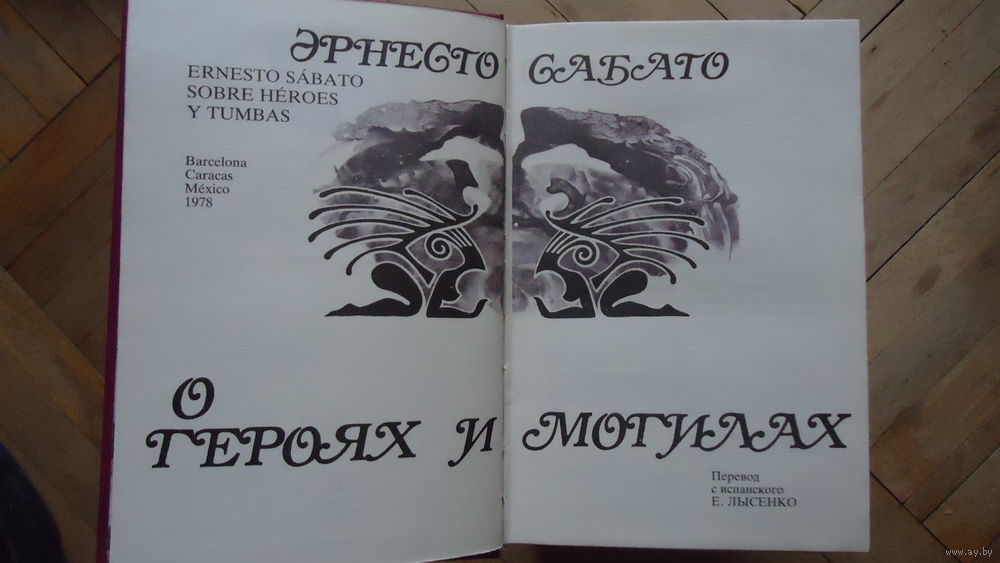 ЭРНЕСТО САБАТО
ERNESTO SÁBATO
SOBRE HÉROES
Y TUMBAS
Barcelona
Caracas
México
1978
О
ГЕРОЯХ И МОГИЛАХ
Перевод
с испанского
Е. ЛЫСЕНКО
www.ay.by